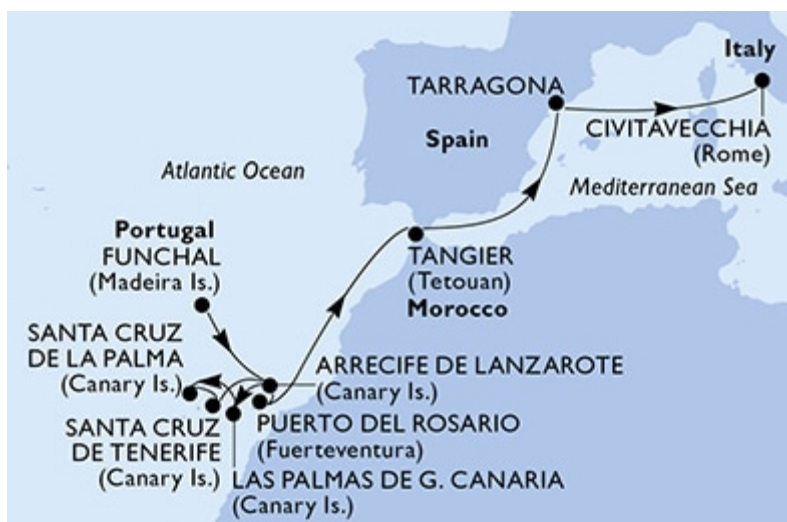 Italy
TARRAGONA
CIVITAVECCHIA
(Rome)
Spain
Atlantic Ocean
Mediterranean Sea
Portugal
FUNCHAL
(Madeira Is.)
TANGIER
(Tetouan)
Morocco
SANTA CRUZ
DE LA PALMA
(Canary Is.)
ARRECIFE DE LANZAROTE
(Canary Is.)
SANTA CRUZ
DE TENERIFE
(Canary Is.)
PUERTO DEL ROSARIO
(Fuerteventura)
LAS PALMAS DE G. CANARIA
(Canary Is.)